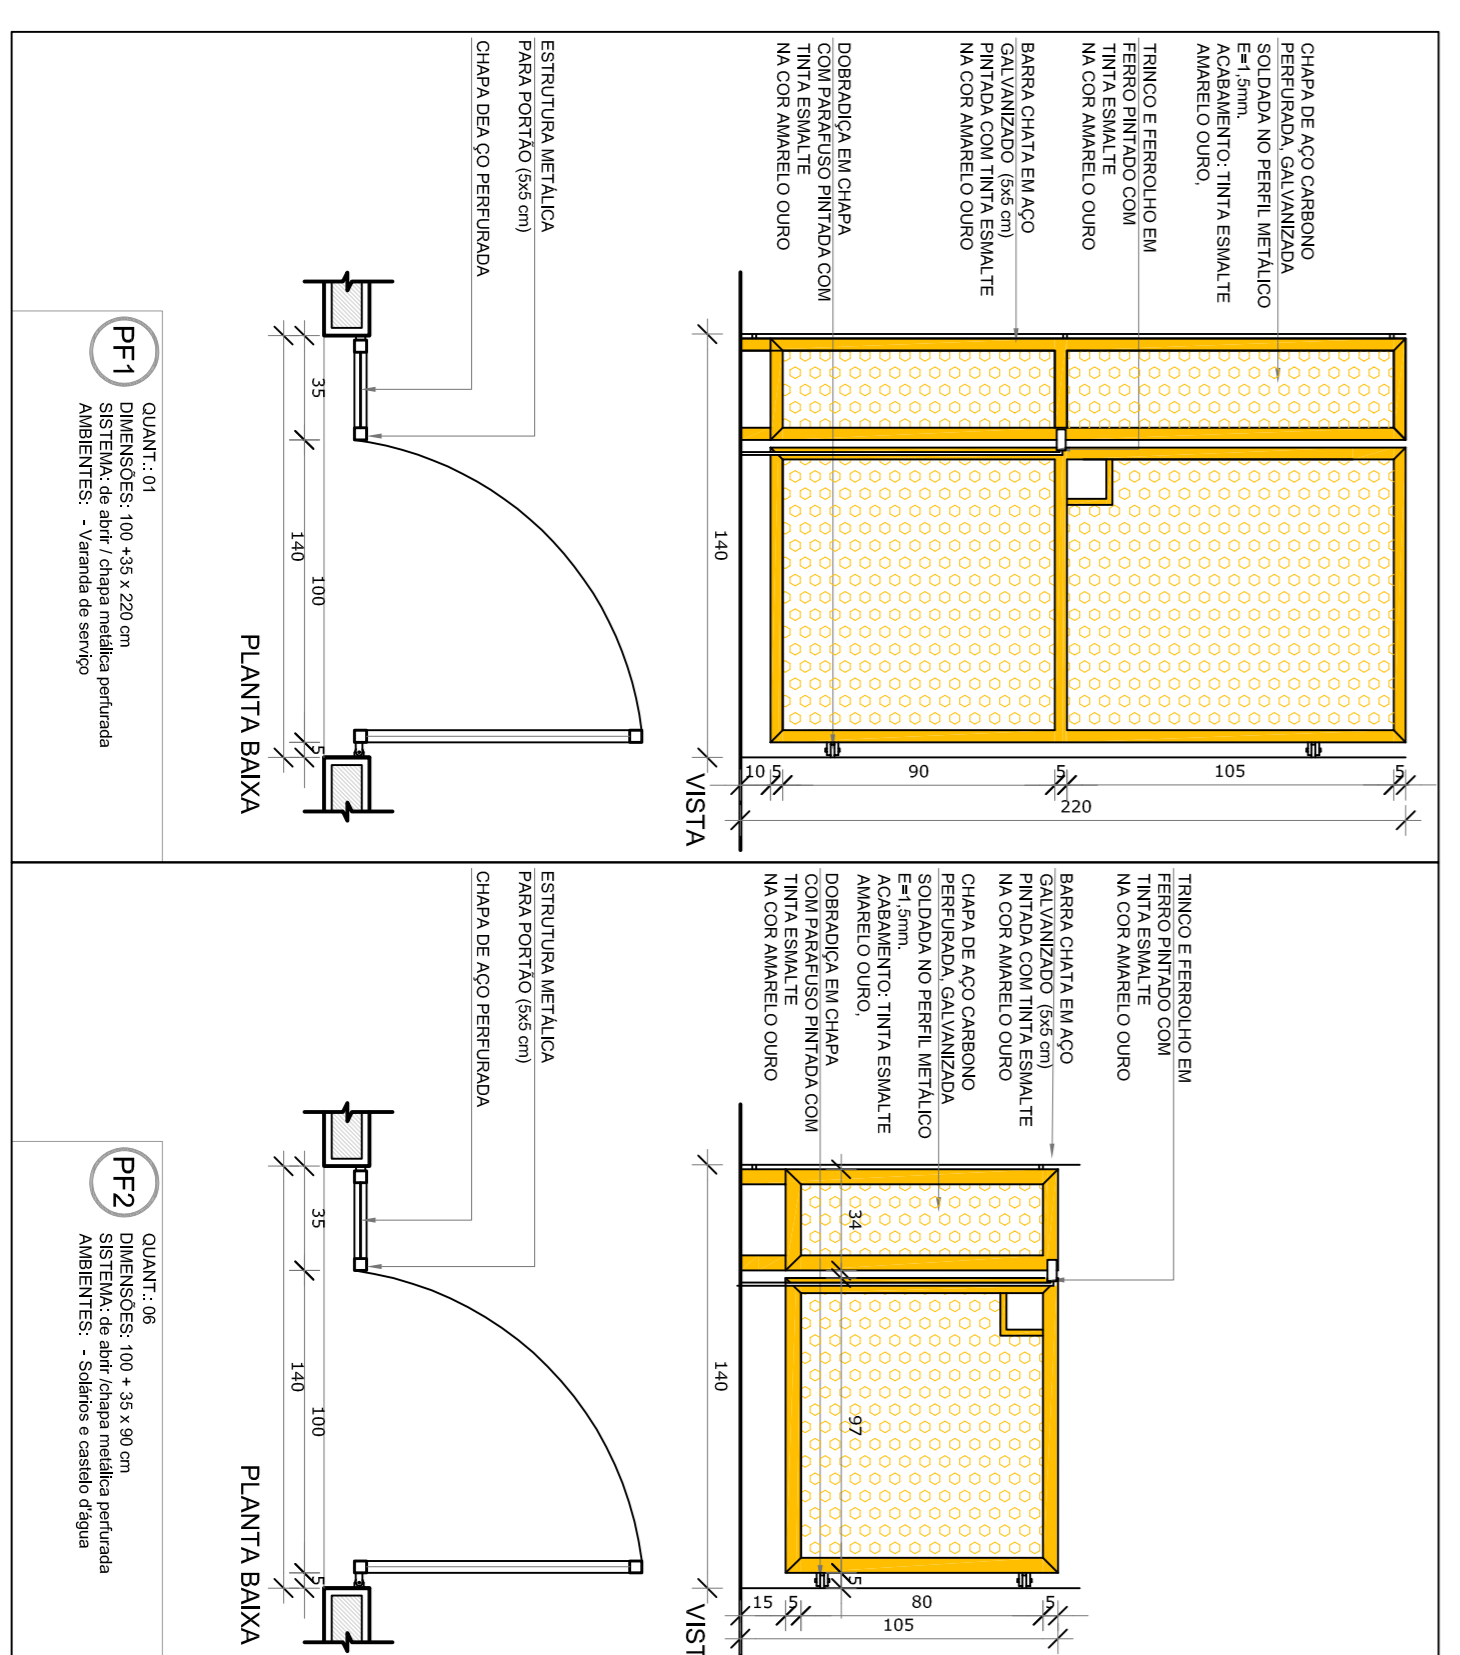 CHAPA DE AÇO CARBONO
PERFURADA, GALVANIZADA
SOLDADA NO PERFIL METÁLICO
E=1,5mm.
ACABAMENTO: TINTA ESMALTE
AMARELO OURO,
TRINCO E FERROLHO EM
FERRO PINTADO COM
TINTA ESMALTE
NA COR AMARELO OURO
BARRA CHATA EM AÇO
GALVANIZADO (5x5 cm)
PINTADA COM TINTA ESMALTE
NA COR AMARELO OURO
DOBRADIÇA EM CHAPA
COM PARAFUSO PINTADA COM
TINTA ESMALTE
NA COR AMARELO OURO
140
10
5
90
5
105
5
220
VISTA
ESTRUTURA METÁLICA
PARA PORTÃO (5x5 cm)
CHAPA DEA ÇO PERFURADA
35
100
5
140
PLANTA BAIXA
PF1
QUANT.: 01
DIMENSÕES: 100 +35 x 220 cm
SISTEMA: de abrir / chapa metálica perfurada
AMBIENTES: - Varanda de serviço
TRINCO E FERROLHO EM
FERRO PINTADO COM
TINTA ESMALTE
NA COR AMARELO OURO
BARRA CHATA EM AÇO
GALVANIZADO (5x5 cm)
PINTADA COM TINTA ESMALTE
NA COR AMARELO OURO
CHAPA DE AÇO CARBONO
PERFURADA, GALVANIZADA
SOLDADA NO PERFIL METÁLICO
E=1,5mm.
ACABAMENTO: TINTA ESMALTE
AMARELO OURO,
DOBRADIÇA EM CHAPA
COM PARAFUSO PINTADA COM
TINTA ESMALTE
NA COR AMARELO OURO
34
97
5
140
15
5
80
5
105
VIST
ESTRUTURA METÁLICA
PARA PORTÃO (5x5 cm)
CHAPA DE AÇO PERFURADA
35
100
5
140
PLANTA BAIXA
PF2
QUANT.: 06
DIMENSÕES: 100 + 35 x 90 cm
SISTEMA: de abrir /chapa metálica perfurada
AMBIENTES: - Solários e castelo d'água